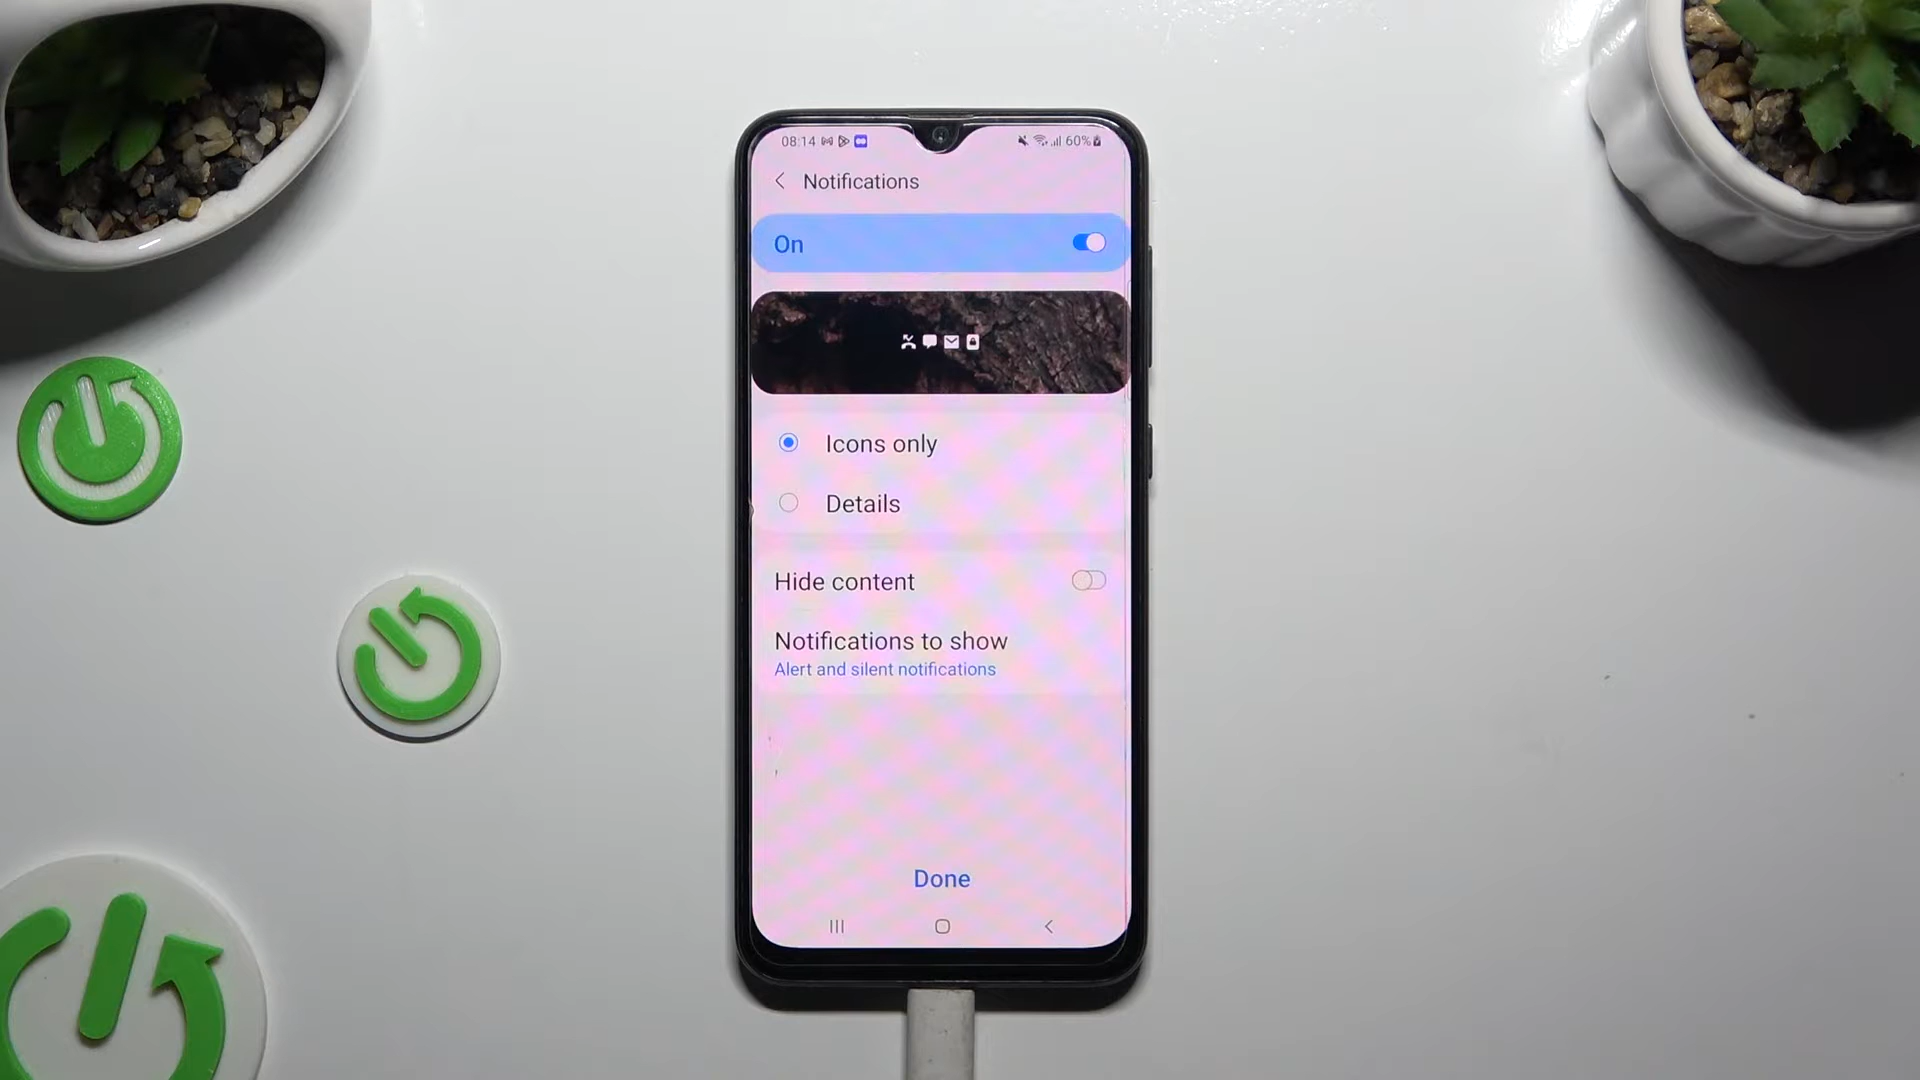 08:14
60%
Notifications
On
Icons only
Details
Hide content
Notifications to show
Alert and silent notifications
Done